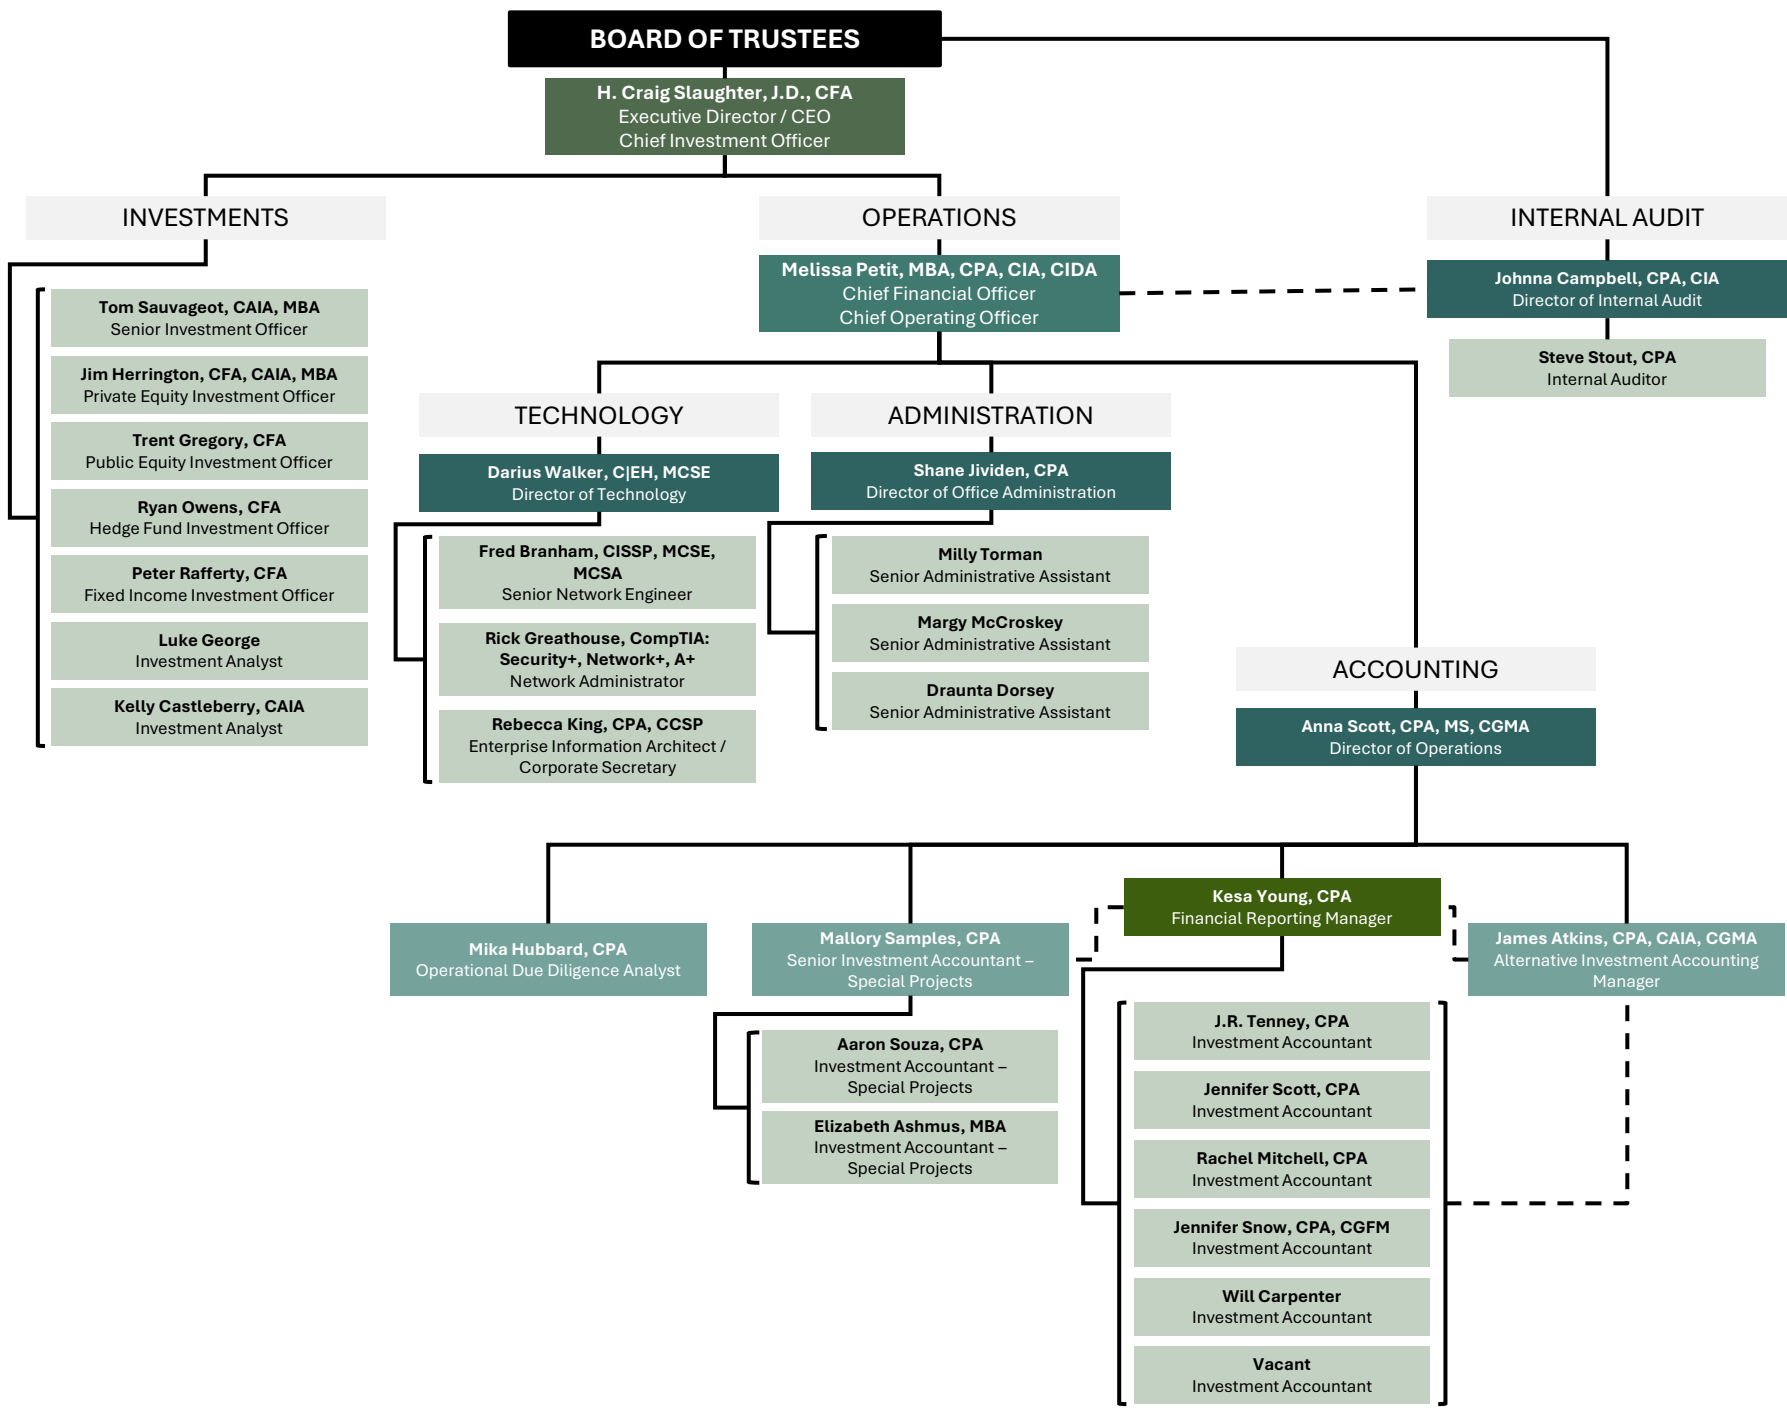 BOARD OF TRUSTEES
H. Craig Slaughter, J.D., CFA
Executive Director / CEO
Chief Investment Officer
INVESTMENTS
Tom Sauvageot, CAIA, MBA
Senior Investment Officer
Jim Herrington, CFA, CAIA, MBA
Private Equity Investment Officer
Trent Gregory, CFA
Public Equity Investment Officer
Ryan Owens, CFA
Hedge Fund Investment Officer
Peter Rafferty, CFA
Fixed Income Investment Officer
Luke George
Investment Analyst
Kelly Castleberry, CAIA
Investment Analyst
OPERATIONS
Melissa Petit, MBA, CPA, CIA, CIDA
Chief Financial Officer
Chief Operating Officer
INTERNAL AUDIT
Johnna Campbell, CPA, CIA
Director of Internal Audit
Steve Stout, CPA
Internal Auditor
TECHNOLOGY
Darius Walker, C|EH, MCSE
Director of Technology
Fred Branham, CISSP, MCSE,
MCSA
Senior Network Engineer
Rick Greathouse, CompTIA:
Security+, Network+, A+
Network Administrator
Rebecca King, CPA, CCSP
Enterprise Information Architect /
Corporate Secretary
ADMINISTRATION
Shane Jividen, CPA
Director of Office Administration
Milly Torman
Senior Administrative Assistant
Margy McCroskey
Senior Administrative Assistant
Draunta Dorsey
Senior Administrative Assistant
ACCOUNTING
Anna Scott, CPA, MS, CGMA
Director of Operations
Mika Hubbard, CPA
Operational Due Diligence Analyst
Mallory Samples, CPA
Senior Investment Accountant –
Special Projects
Aaron Souza, CPA
Investment Accountant –
Special Projects
Elizabeth Ashmus, MBA
Investment Accountant –
Special Projects
Kesa Young, CPA
Financial Reporting Manager
J.R. Tenney, CPA
Investment Accountant
Jennifer Scott, CPA
Investment Accountant
Rachel Mitchell, CPA
Investment Accountant
Jennifer Snow, CPA, CGFM
Investment Accountant
Will Carpenter
Investment Accountant
Vacant
Investment Accountant
James Atkins, CPA, CAIA, CGMA
Alternative Investment Accounting
Manager